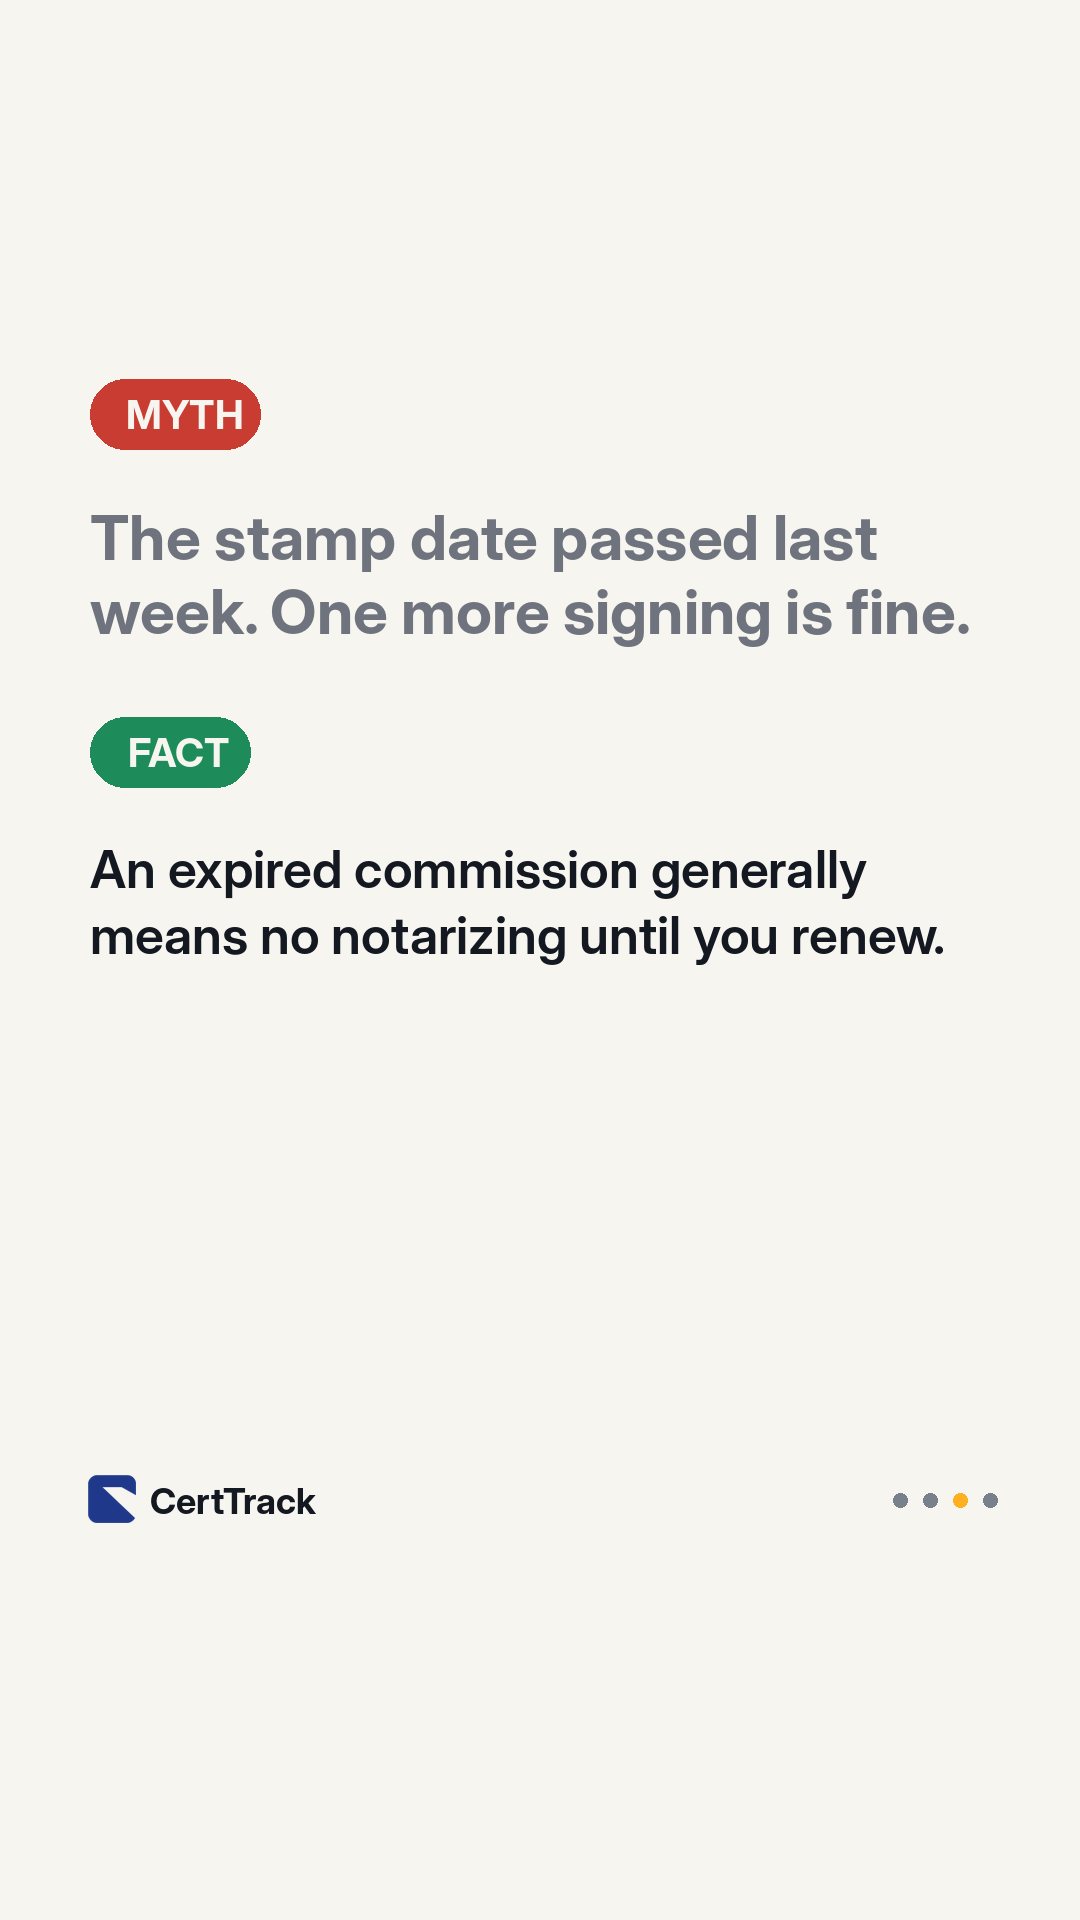 MYTH
The stamp date passed last
week. One more signing is fine.
FACT
An expired commission generally
means no notarizing until you renew.
CertTrack